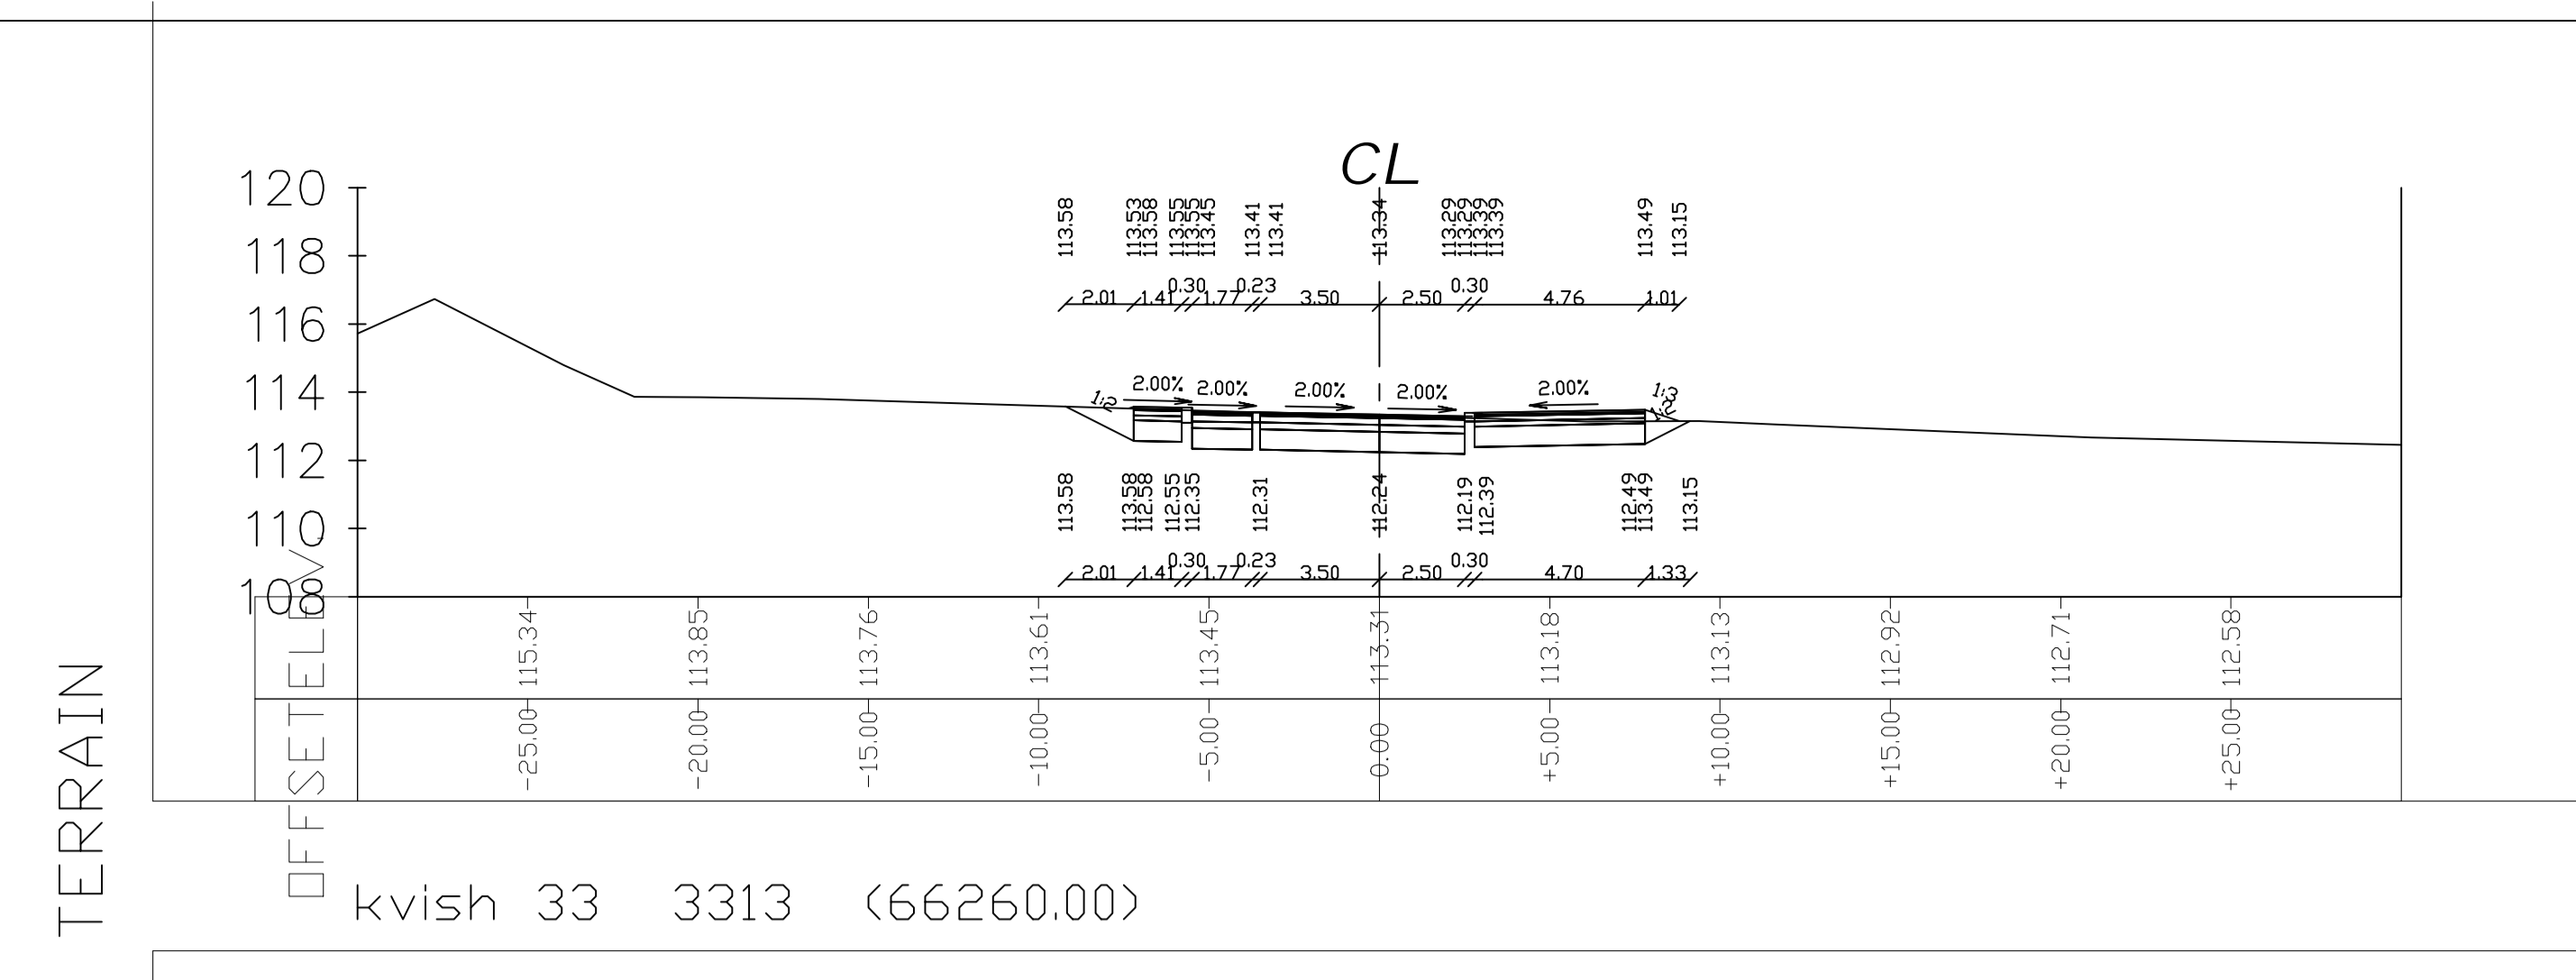 CL
120
118
116
114
112
110
108
113.58 113.53 113.58 113.55 113.55 113.45 113.41 113.41 113.34 113.29 113.29 113.39 113.39 113.49 113.15
2.01 1.41 0.30 1.77 0.23 3.50 2.50 0.30 4.76 1.01
1:2 2.00% 2.00% 2.00% 2.00% 2.00% 1:3 1:2
113.58 113.58 112.58 112.55 112.35 112.31 112.24 112.19 112.39 112.49 113.49 113.15
2.01 1.41 0.30 1.77 0.23 3.50 2.50 0.30 4.70 1.33
TERRAIN
ELEV.
115.34 113.85 113.76 113.61 113.45 113.31 113.18 113.13 112.92 112.71 112.58
OFFSET
-25.00 -20.00 -15.00 -10.00 -5.00 0.00 +5.00 +10.00 +15.00 +20.00 +25.00
kvish 33 3313 (66260.00)